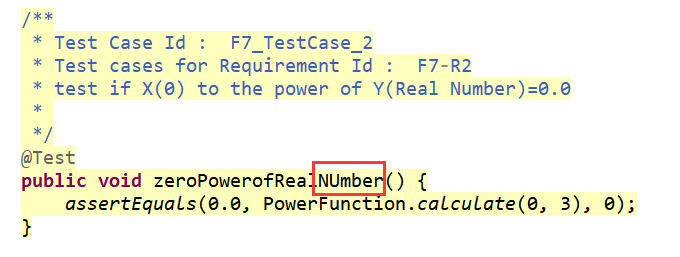 /**
* Test Case Id :  F7_TestCase_2
* Test cases for Requirement Id :  F7-R2
* test if X(0) to the power of Y(Real Number)=0.0
*
*/
@Test
public void zeroPowerofRealNUmber() {
assertEquals(0.0, PowerFunction.calculate(0, 3), 0);
}